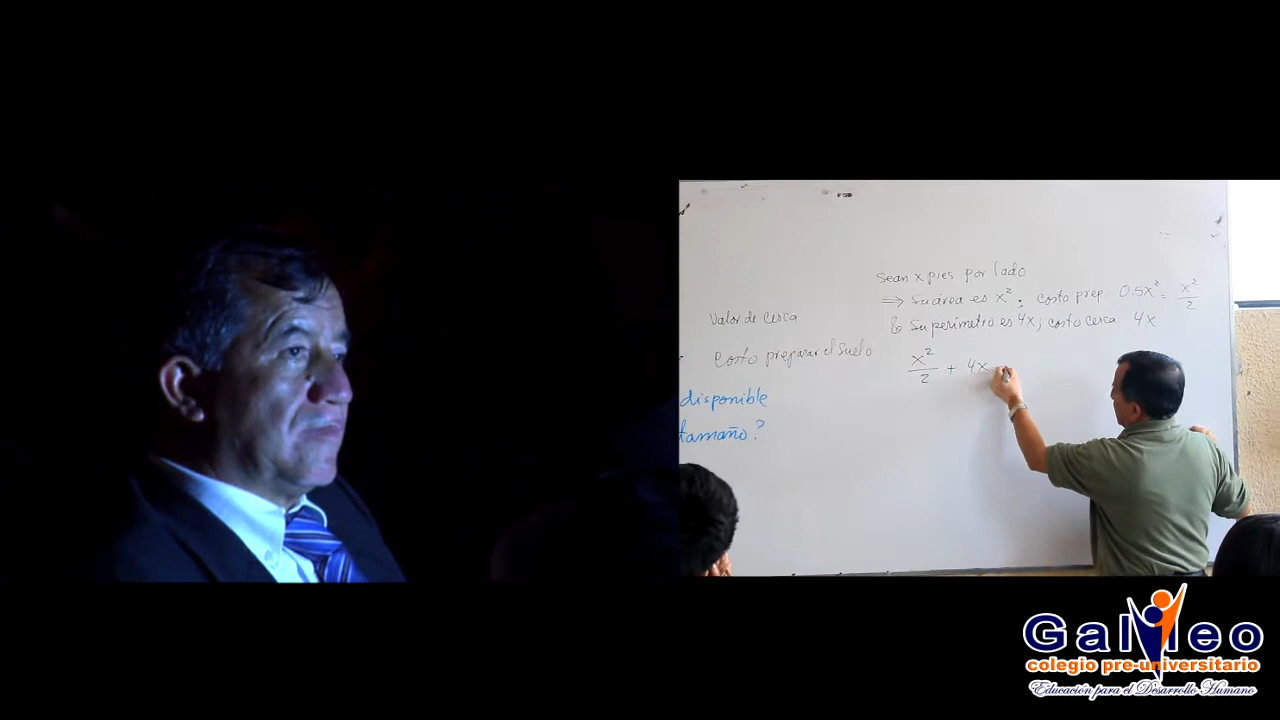 Sean x pies por lado
⇒ Su área es x²; costo prep. 0.5x² = x²/2
Valor de cerca
& Su perímetro es 4x; costo cerca: 4x
Costo preparar el suelo
x²/2 + 4x
disponible
tamaño?
Galileo
colegio pre-universitario
Educación para el Desarrollo Humano